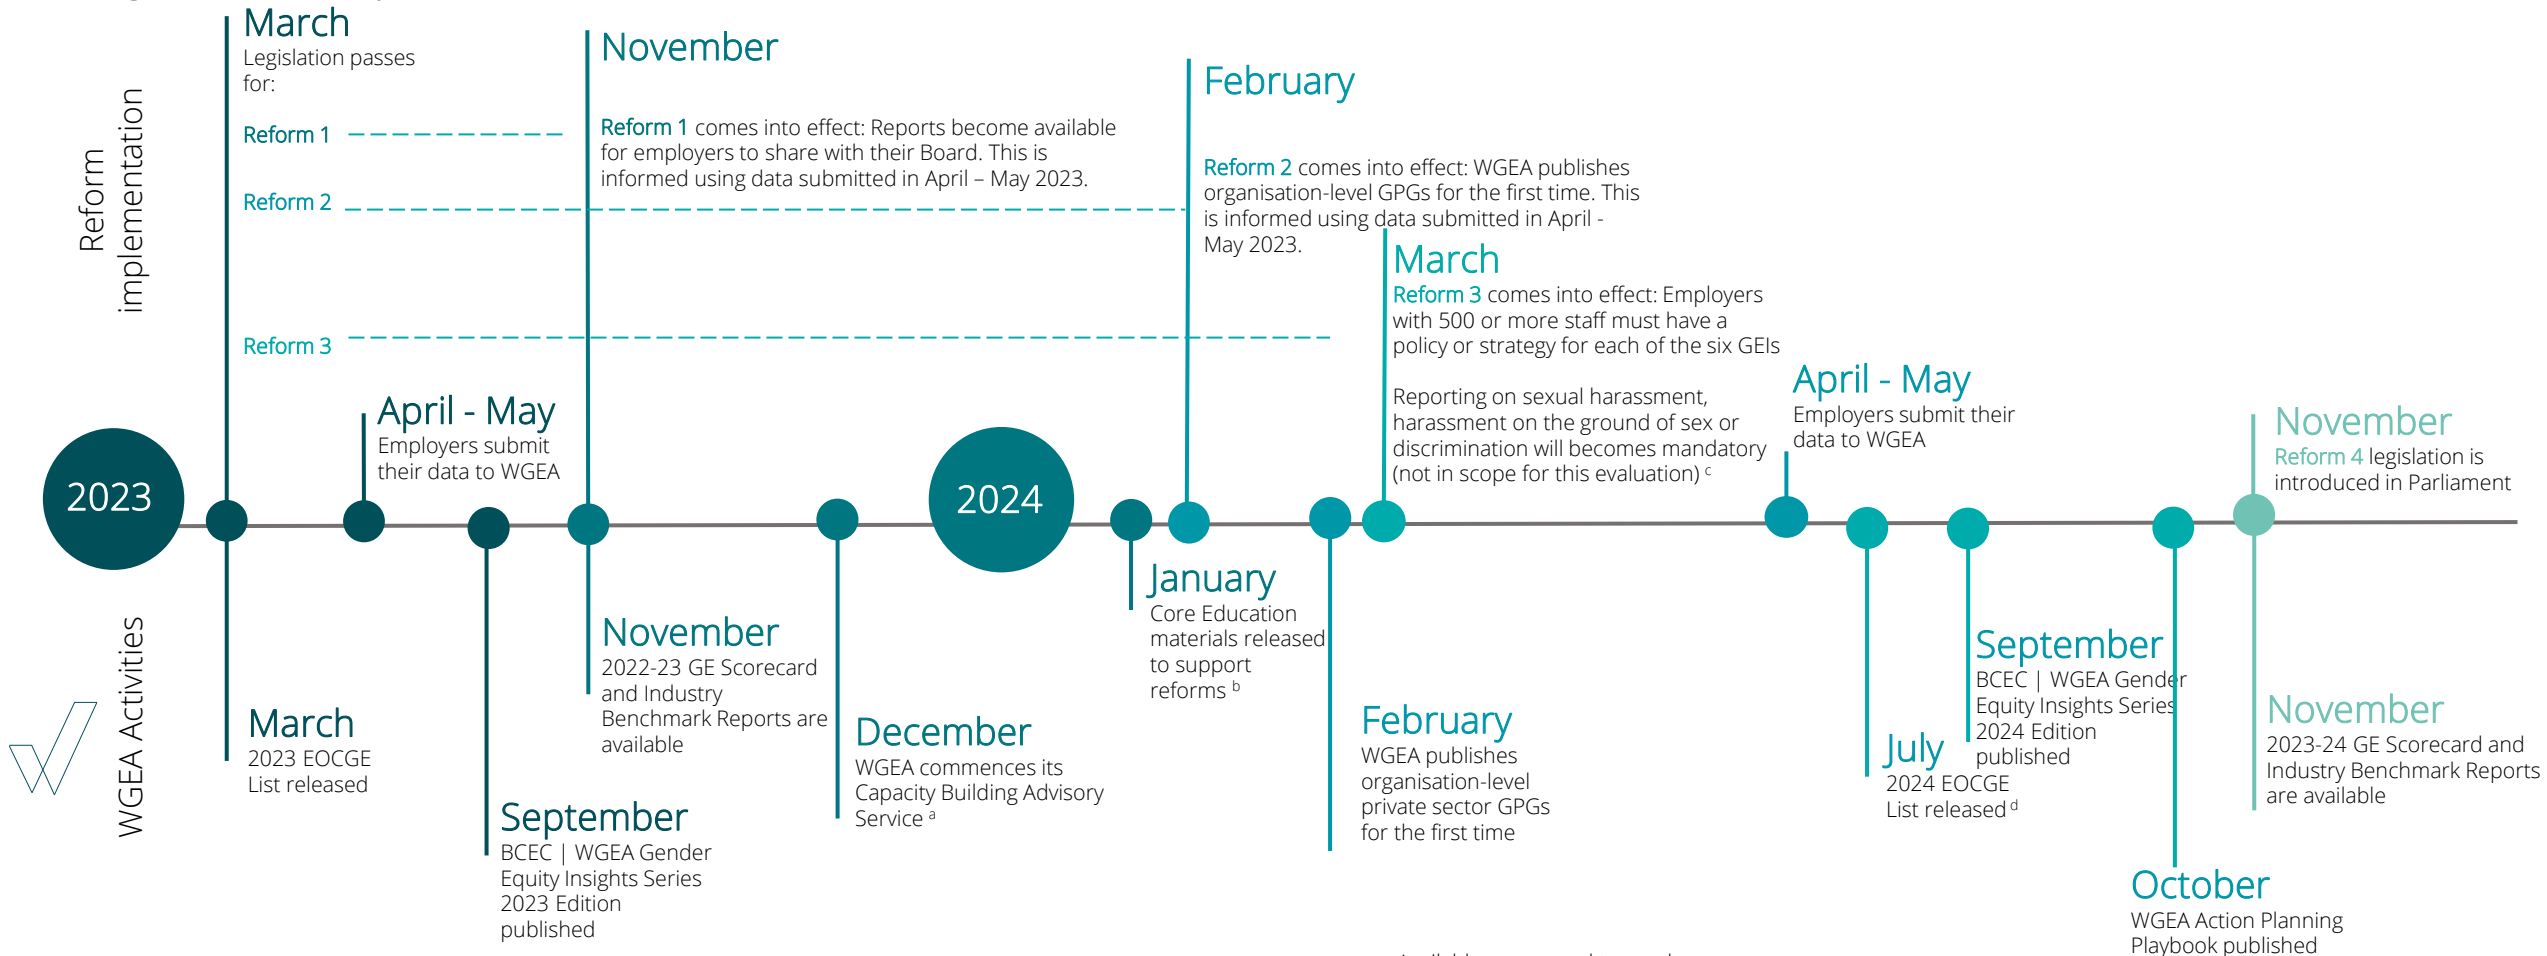 March
Legislation passes
for:
Reform 1
Reform 2
Reform 3
November
Reform 1 comes into effect: Reports become available
for employers to share with their Board. This is
informed using data submitted in April – May 2023.
February
Reform 2 comes into effect: WGEA publishes
organisation-level GPGs for the first time. This
is informed using data submitted in April -
May 2023.
March
Reform 3 comes into effect: Employers
with 500 or more staff must have a
policy or strategy for each of the six GEIs
Reporting on sexual harassment,
harassment on the ground of sex or
discrimination will becomes mandatory
(not in scope for this evaluation) c
April - May
Employers submit
their data to WGEA
April - May
Employers submit their
data to WGEA
November
Reform 4 legislation is
introduced in Parliament
Reform
implementation
2023
2024
WGEA Activities
March
2023 EOCGE
List released
September
BCEC | WGEA Gender
Equity Insights Series
2023 Edition
published
November
2022-23 GE Scorecard
and Industry
Benchmark Reports are
available
December
WGEA commences its
Capacity Building Advisory
Service a
January
Core Education
materials released
to support
reforms b
February
WGEA publishes
organisation-level
private sector GPGs
for the first time
July
2024 EOCGE
List released d
September
BCEC | WGEA Gender
Equity Insights Series
2024 Edition
published
October
WGEA Action Planning
Playbook published
November
2023-24 GE Scorecard and
Industry Benchmark Reports
are available